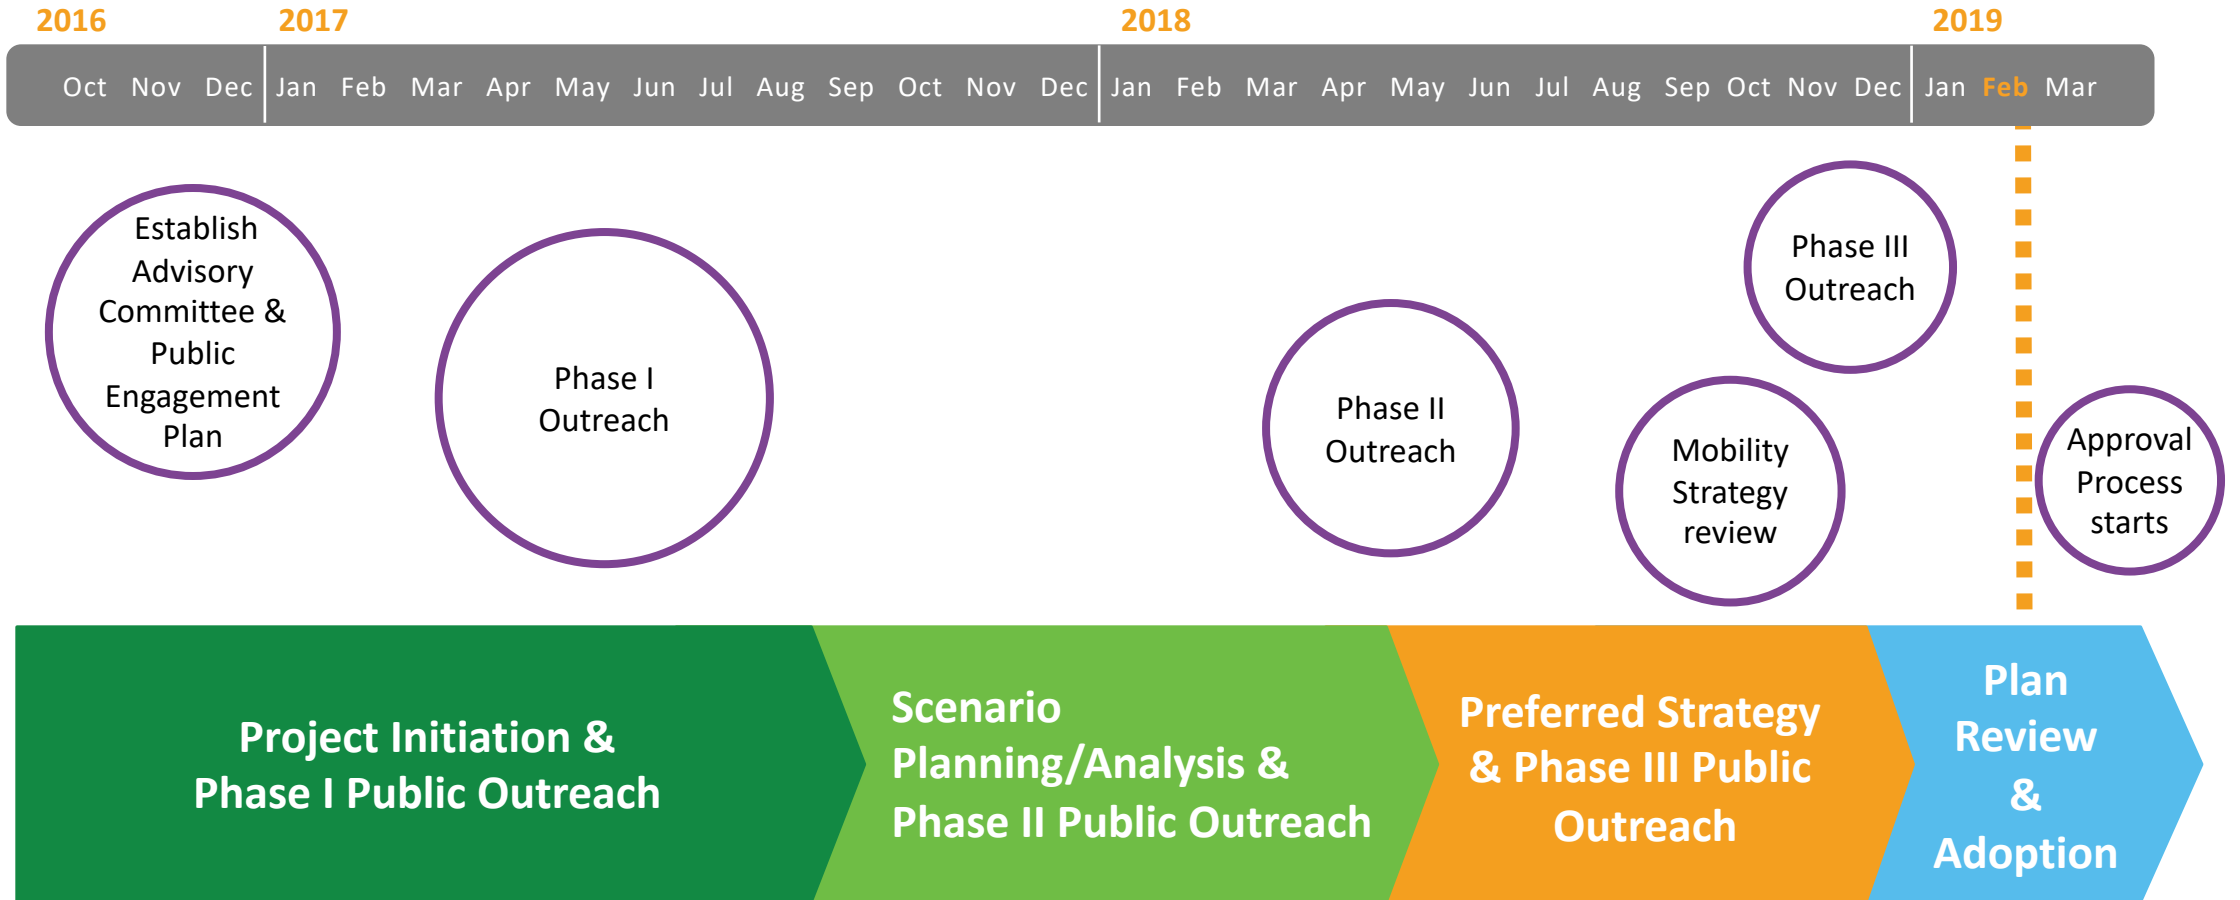 2016 2017 2018 2019
Oct Nov Dec Jan Feb Mar Apr May Jun Jul Aug Sep Oct Nov Dec Jan Feb Mar Apr May Jun Jul Aug Sep Oct Nov Dec Jan Feb Mar
Establish
Advisory
Committee &
Public
Engagement
Plan
Phase I
Outreach
Phase II
Outreach
Mobility
Strategy
review
Phase III
Outreach
Approval
Process
starts
Project Initiation &
Phase I Public Outreach
Scenario
Planning/Analysis &
Phase II Public Outreach
Preferred Strategy
& Phase III Public
Outreach
Plan
Review
&
Adoption